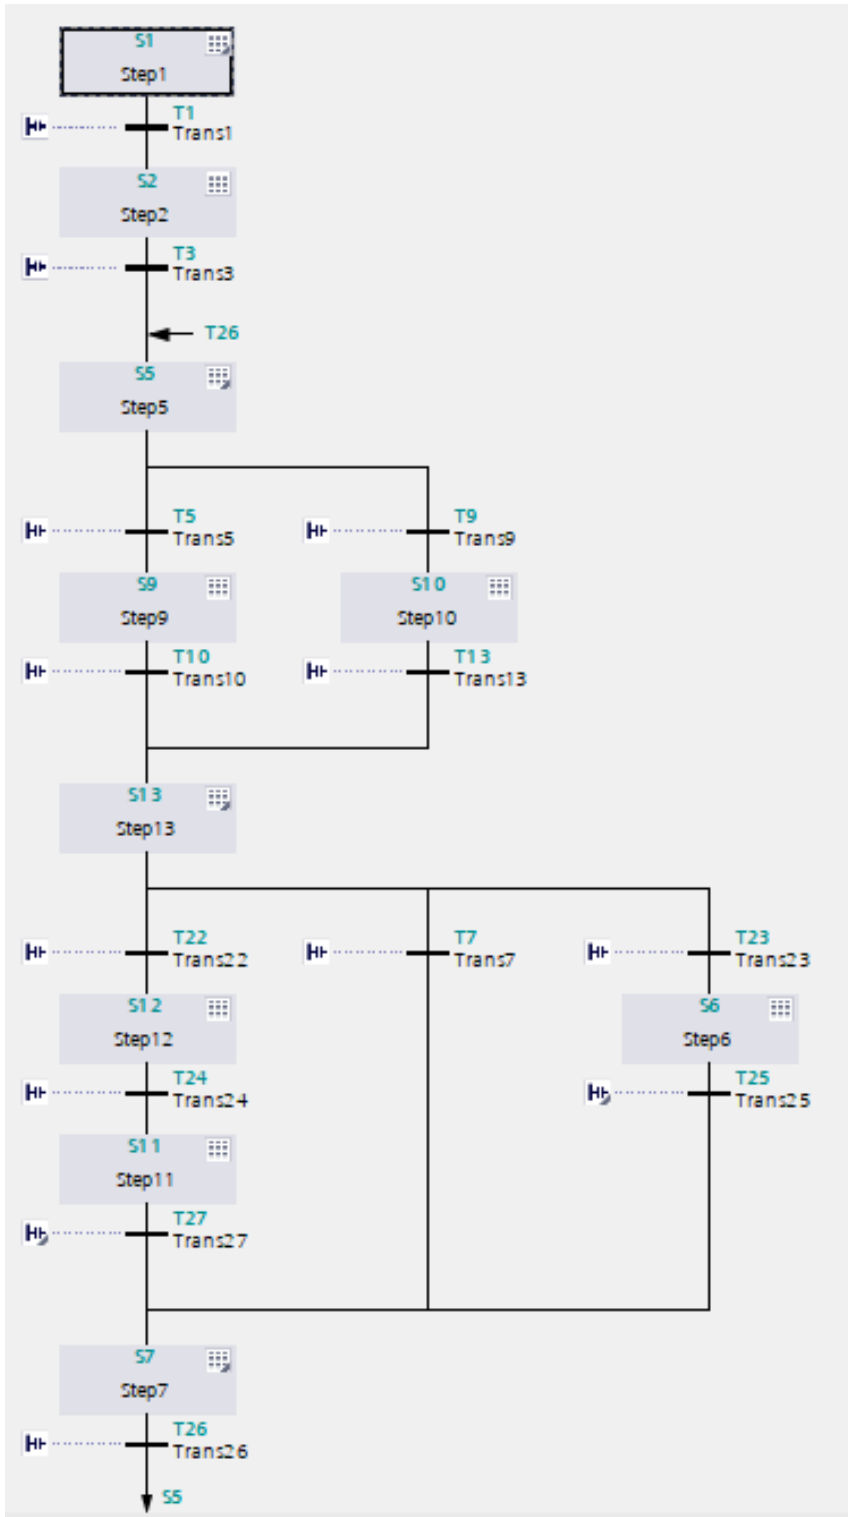 S1
Step1
T1
Trans1
S2
Step2
T3
Trans3
T26
S5
Step5
T5
Trans5
T9
Trans9
S9
Step9
S10
Step10
T10
Trans10
T13
Trans13
S13
Step13
T22
Trans22
T7
Trans7
T23
Trans23
S12
Step12
S6
Step6
T24
Trans24
T25
Trans25
S11
Step11
T27
Trans27
S7
Step7
T26
Trans26
S5